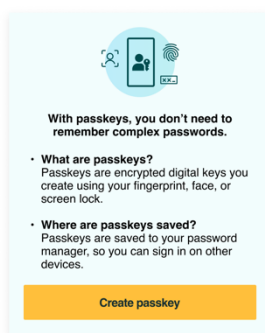 With passkeys, you don't need to
remember complex passwords.
• What are passkeys?
Passkeys are encrypted digital keys you
create using your fingerprint, face, or
screen lock.
• Where are passkeys saved?
Passkeys are saved to your password
manager, so you can sign in on other
devices.
Create passkey